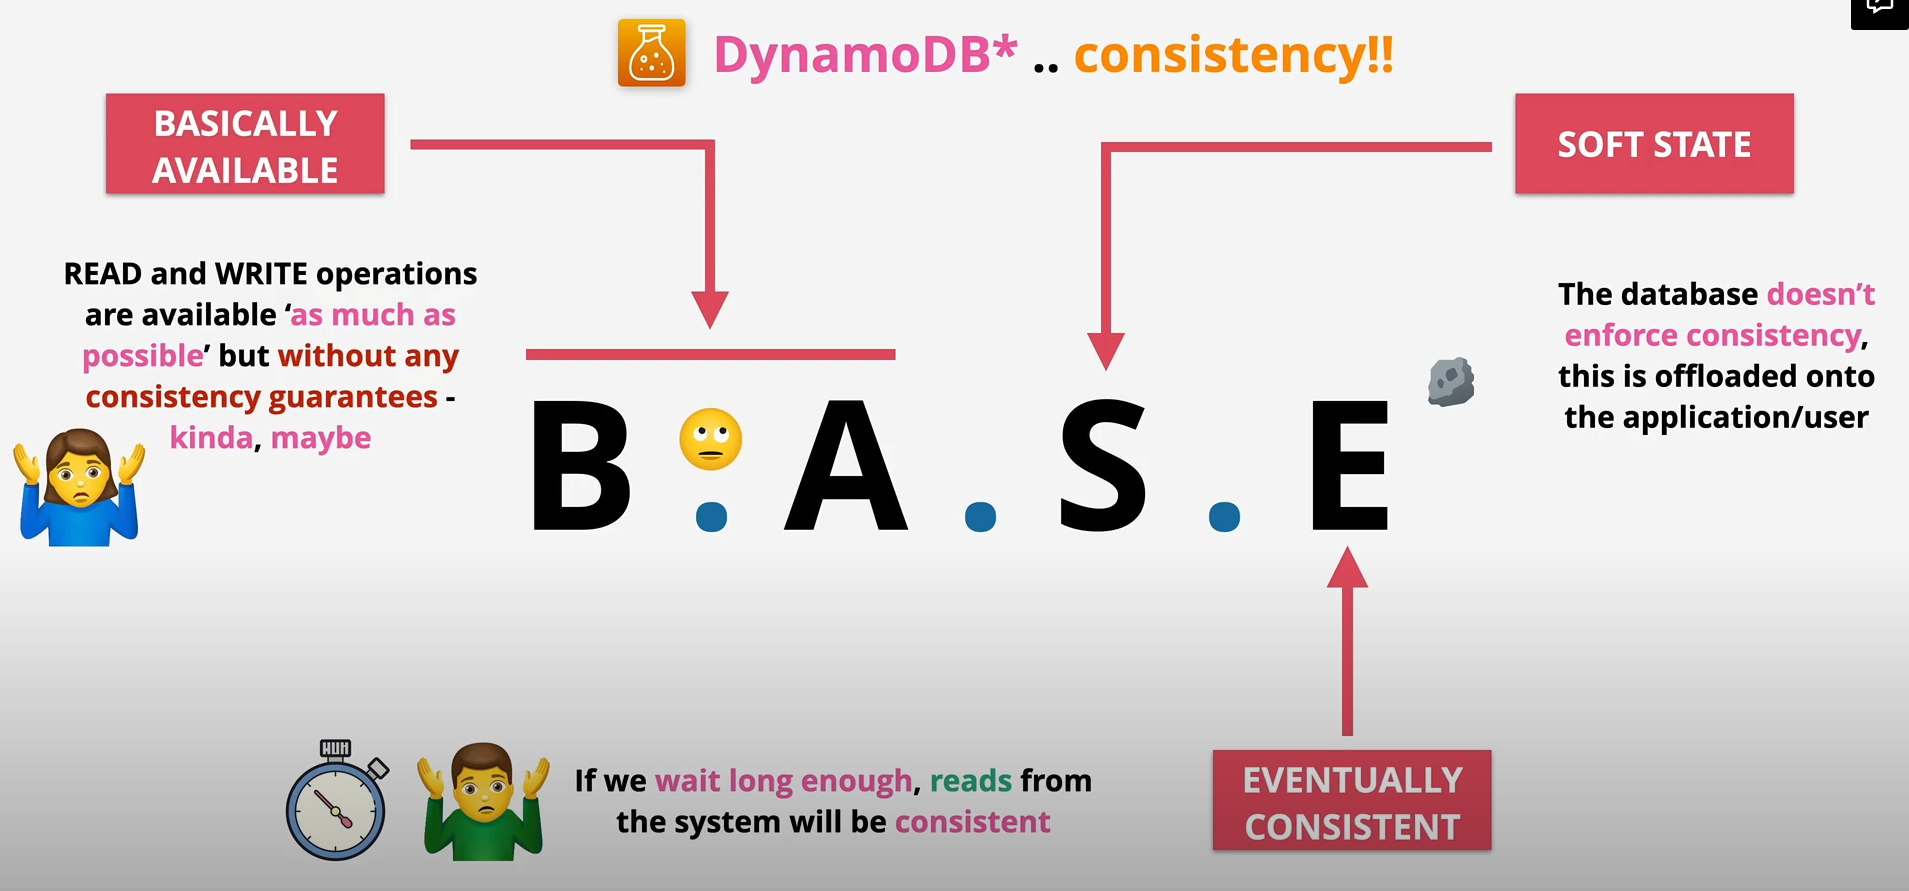 DynamoDB* .. consistency!!
BASICALLY
AVAILABLE
SOFT STATE
READ and WRITE operations
are available ‘as much as
possible’ but without any
consistency guarantees -
kinda, maybe
The database doesn’t
enforce consistency,
this is offloaded onto
the application/user
B . A . S . E
If we wait long enough, reads from
the system will be consistent
EVENTUALLY
CONSISTENT